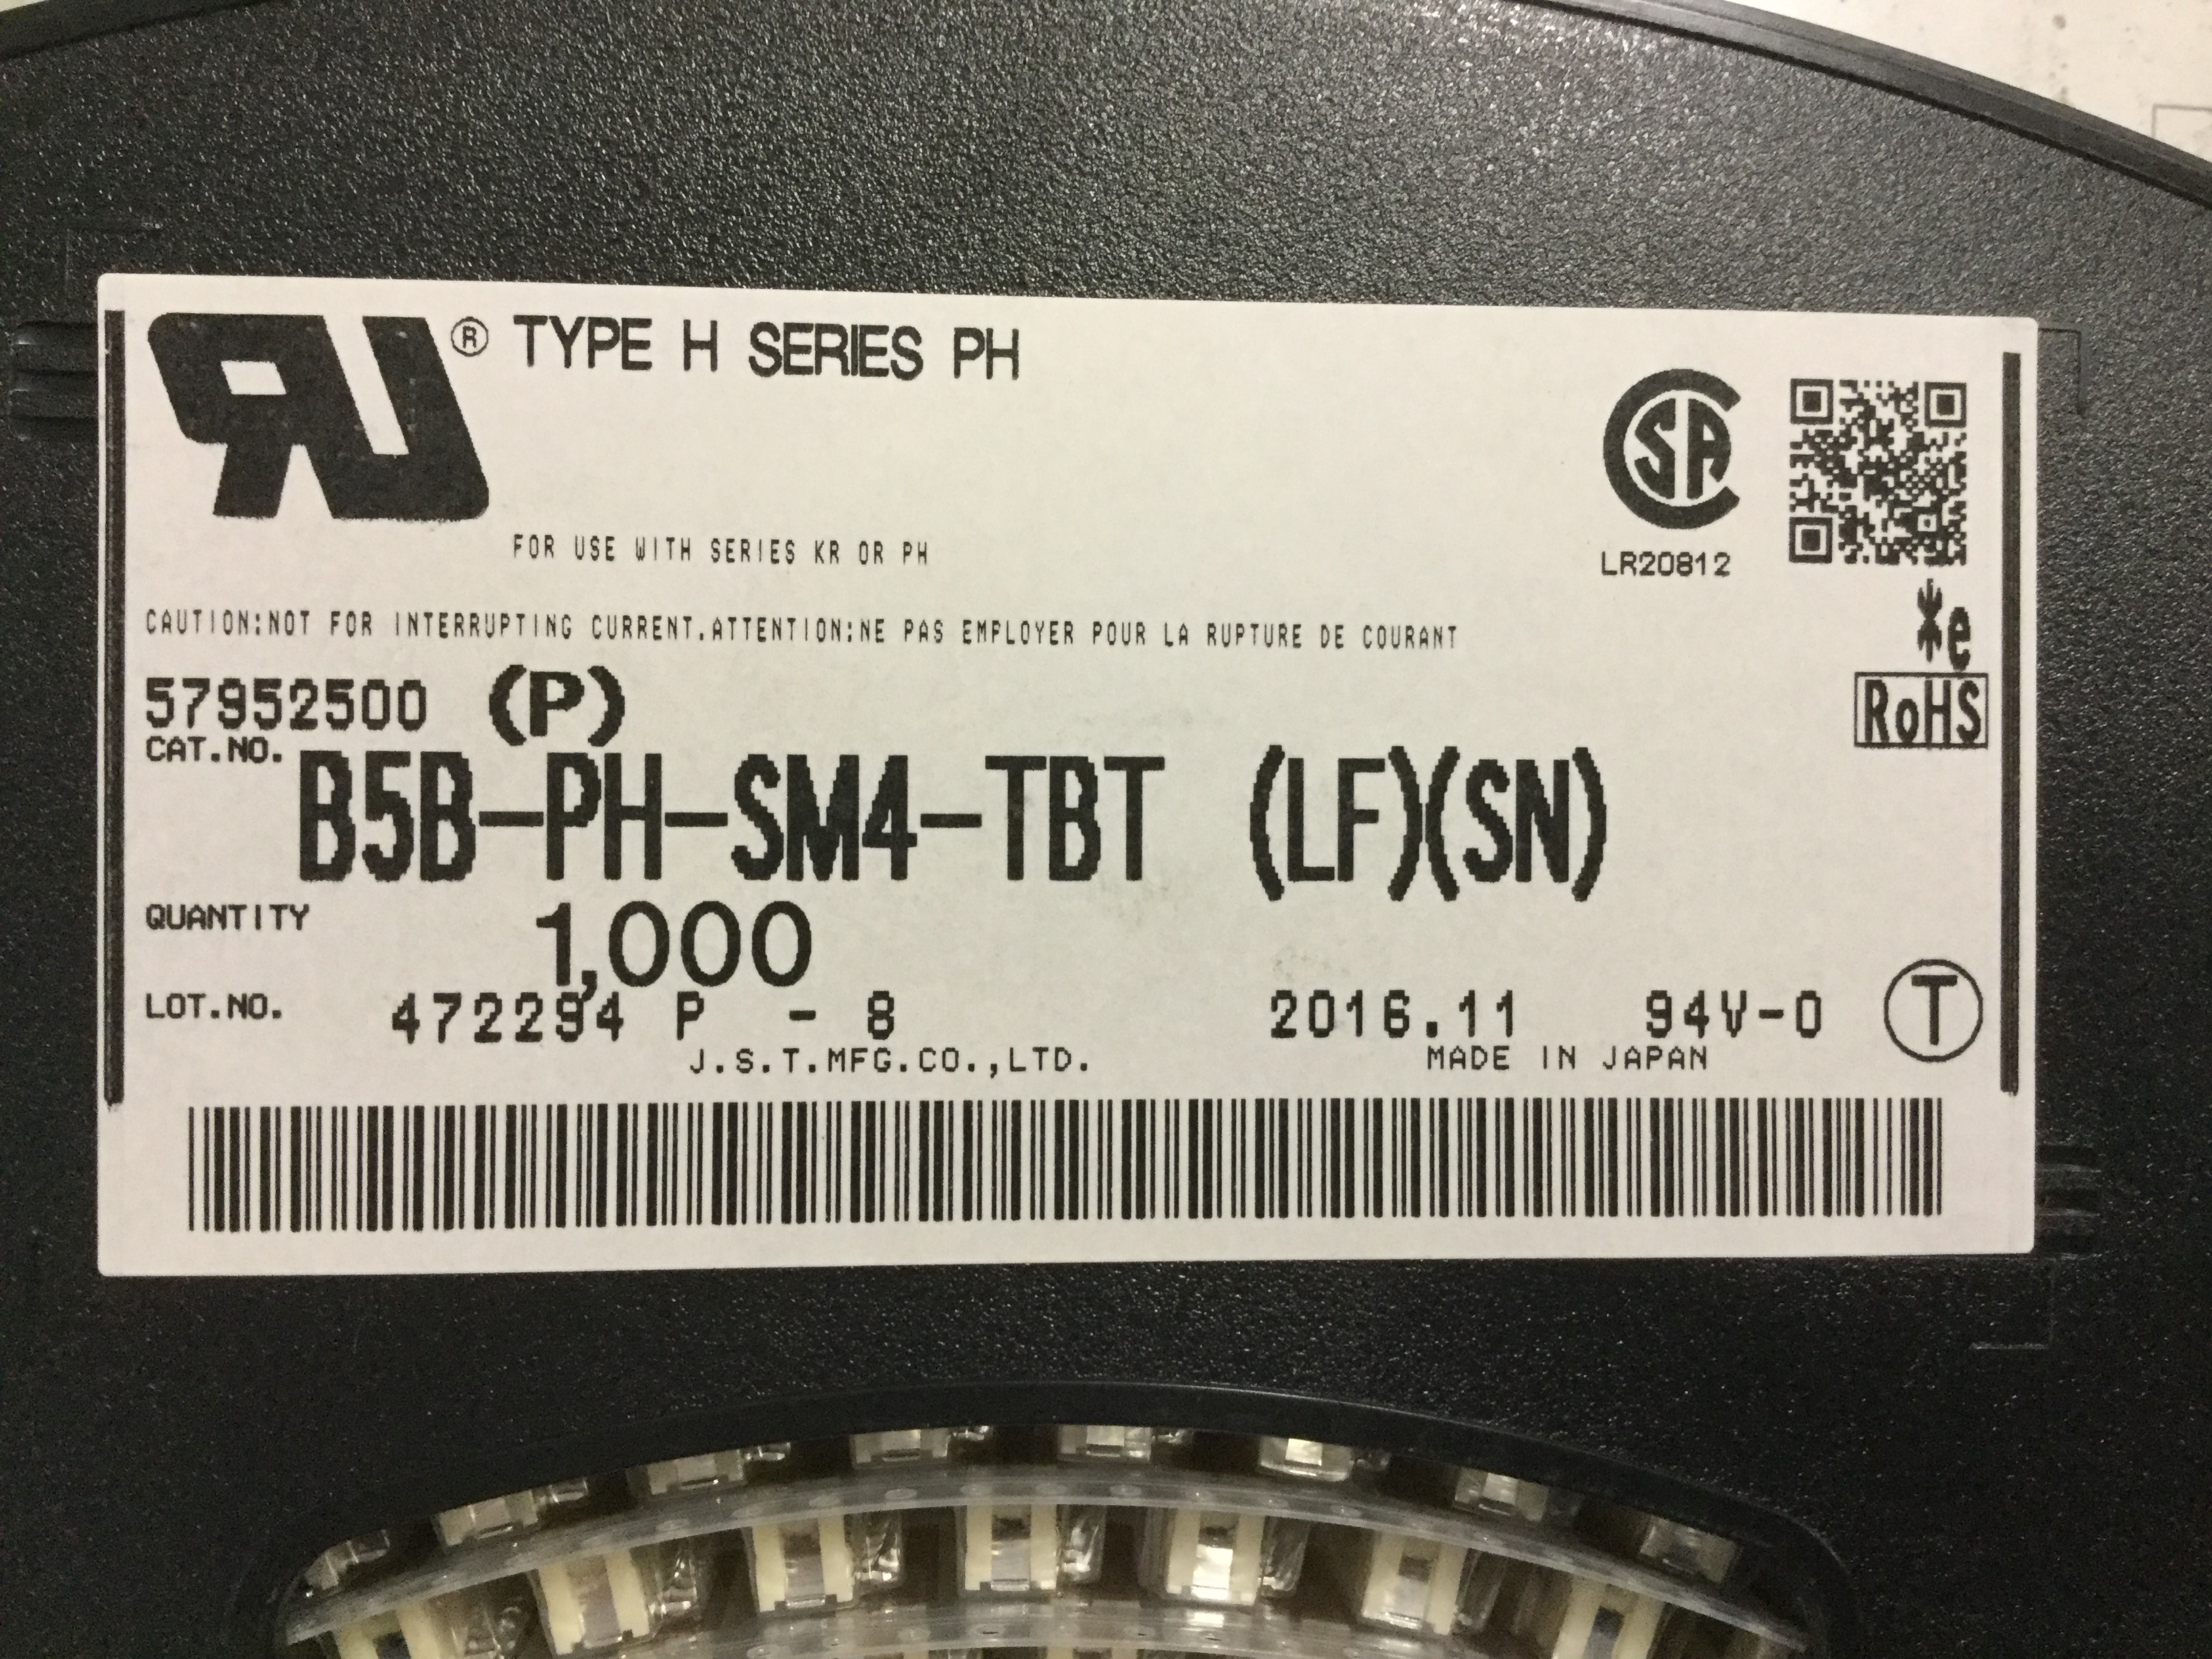 ® TYPE H SERIES PH
FOR USE WITH SERIES KR OR PH
CSA
LR20812
CAUTION:NOT FOR INTERRUPTING CURRENT.ATTENTION:NE PAS EMPLOYER POUR LA RUPTURE DE COURANT
e
RoHS
57952500 (P)
CAT.NO. B5B-PH-SM4-TBT (LF)(SN)
QUANTITY 1,000
LOT.NO. 472294 P - 8 2016.11 94V-0 T
J.S.T.MFG.CO.,LTD. MADE IN JAPAN